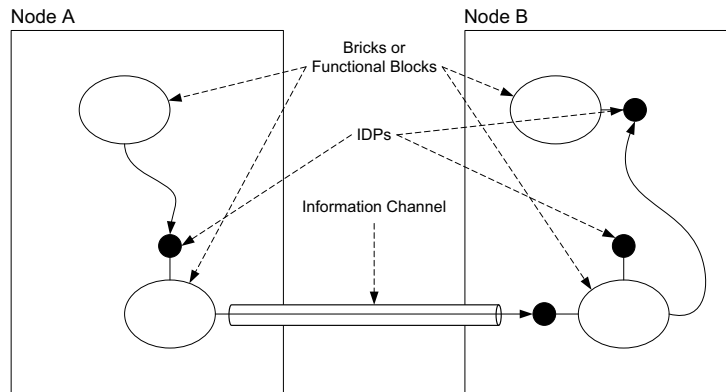 Node A
Node B
Bricks or
Functional Blocks
IDPs
Information Channel